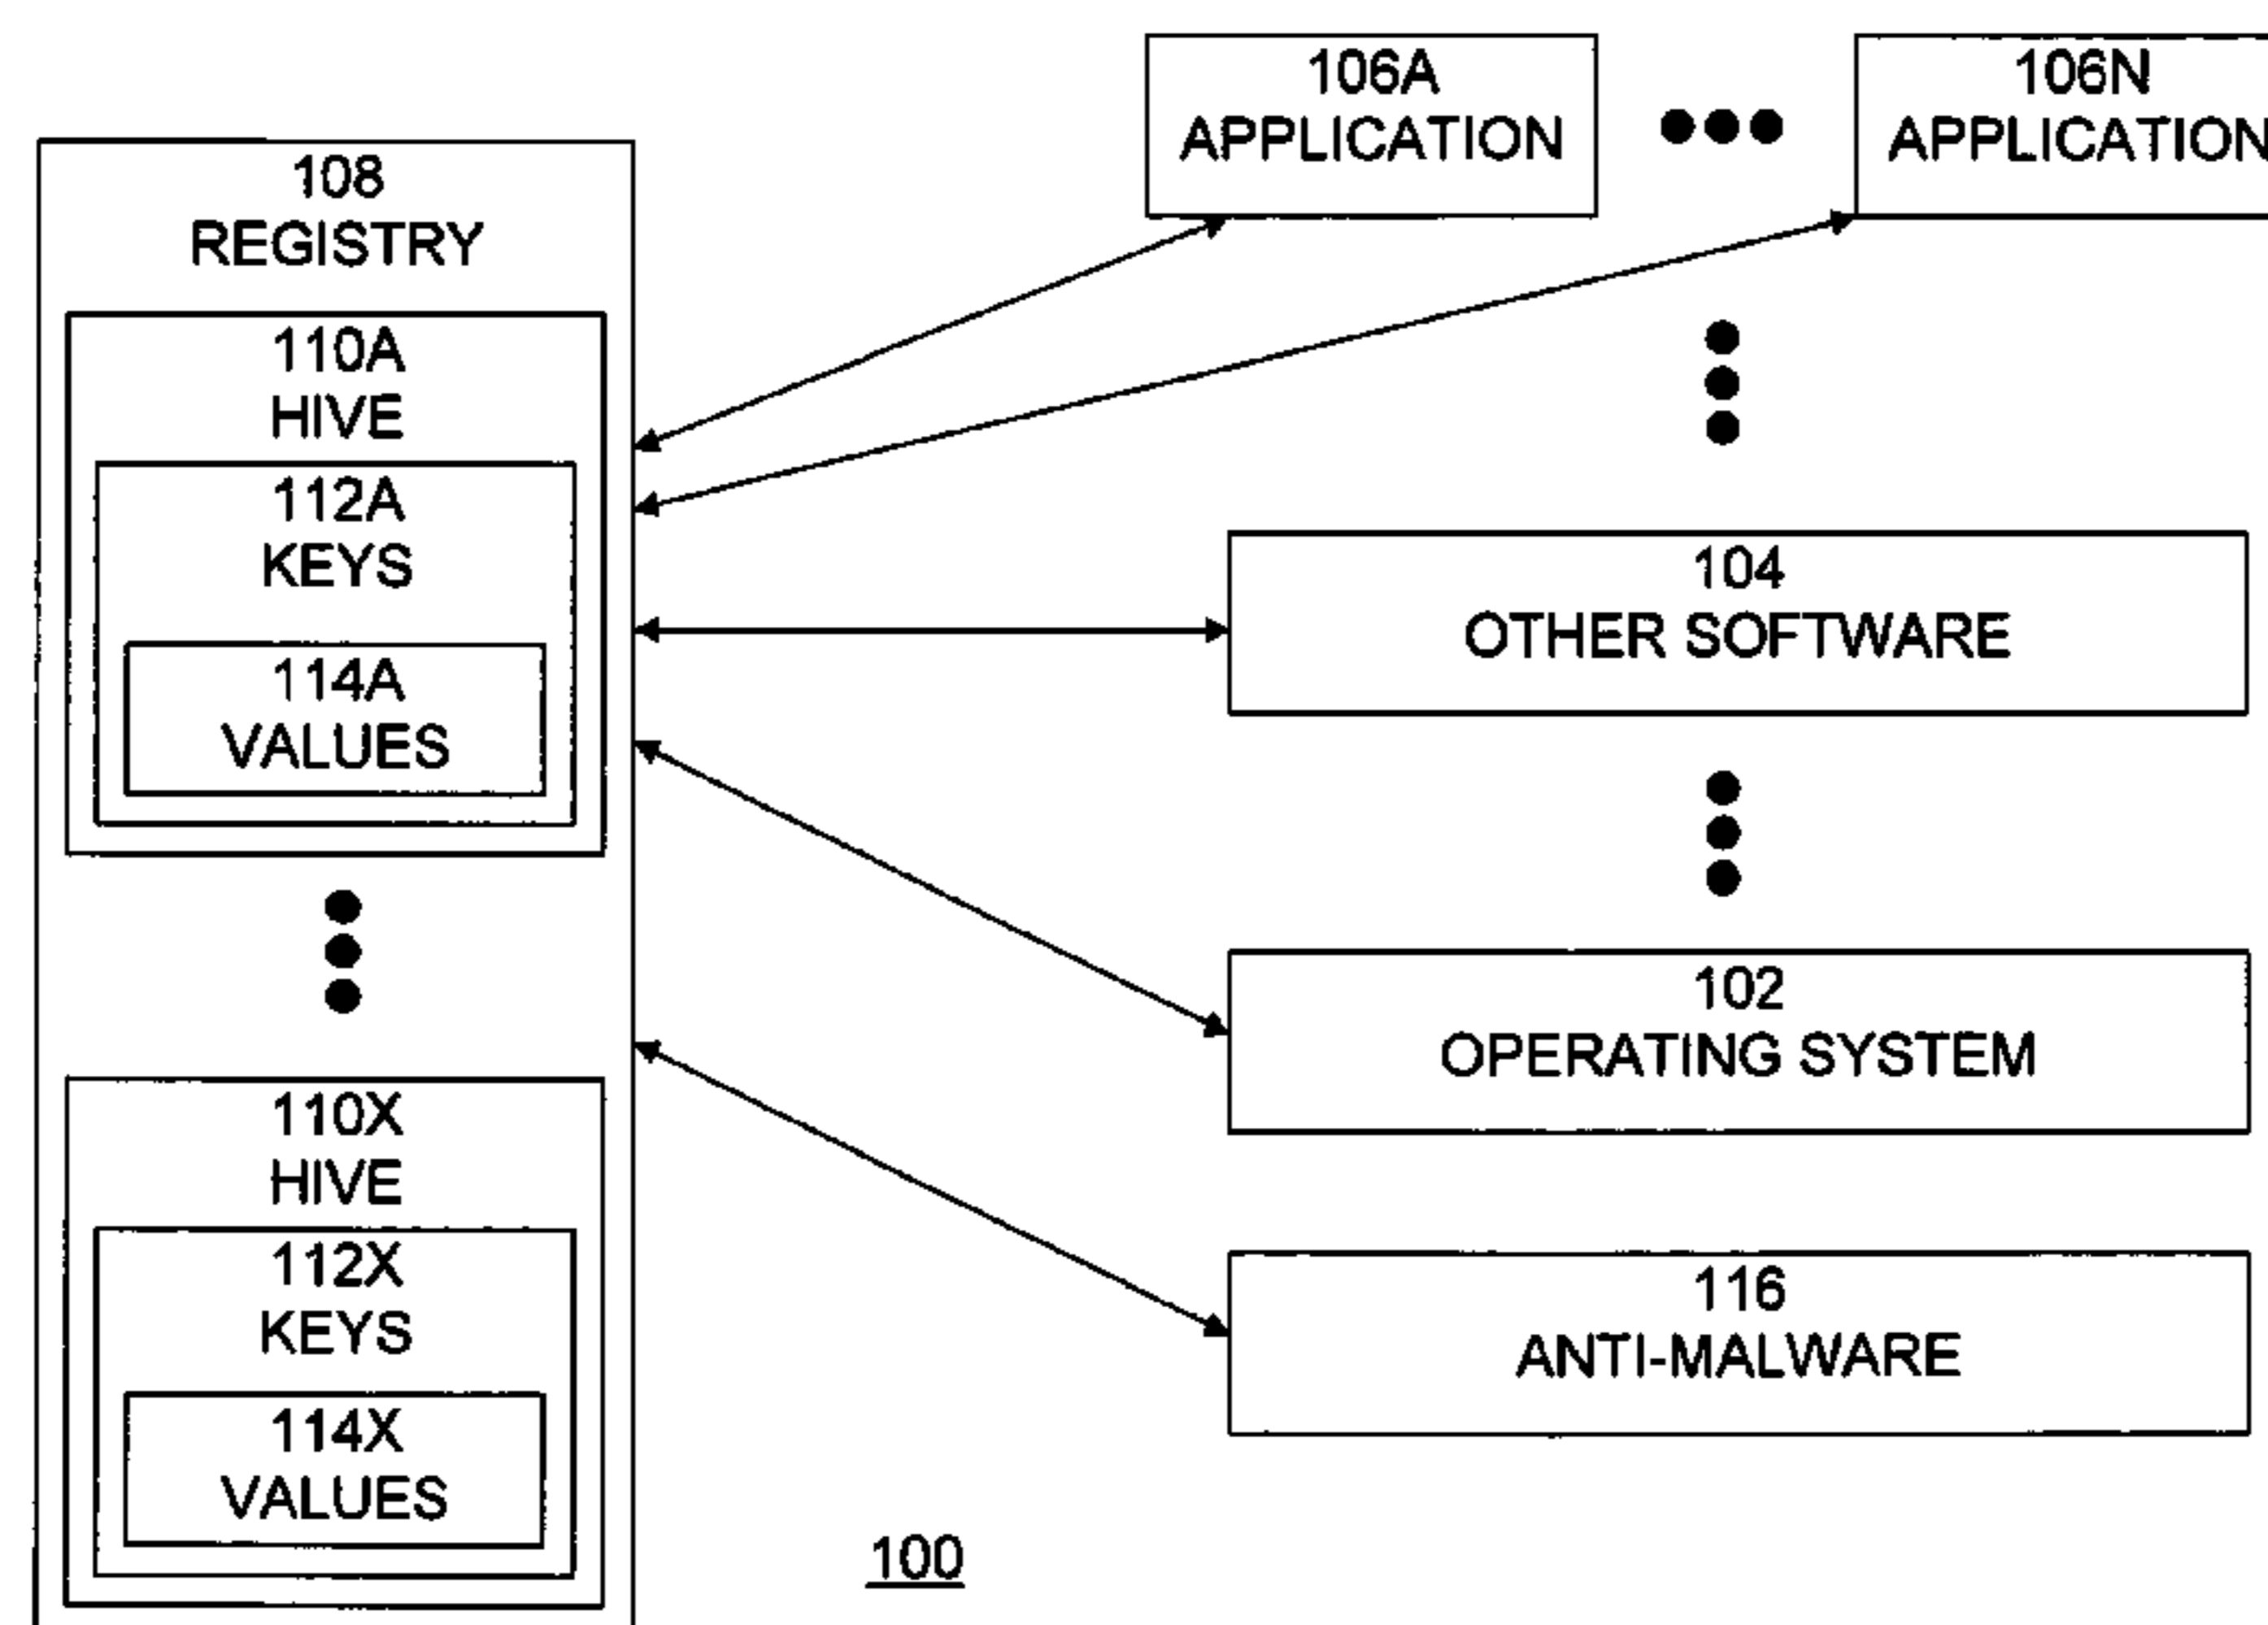 106A
APPLICATION
106N
APPLICATION
108
REGISTRY
110A
HIVE
112A
KEYS
114A
VALUES
104
OTHER SOFTWARE
102
OPERATING SYSTEM
110X
HIVE
112X
KEYS
114X
VALUES
116
ANTI-MALWARE
100